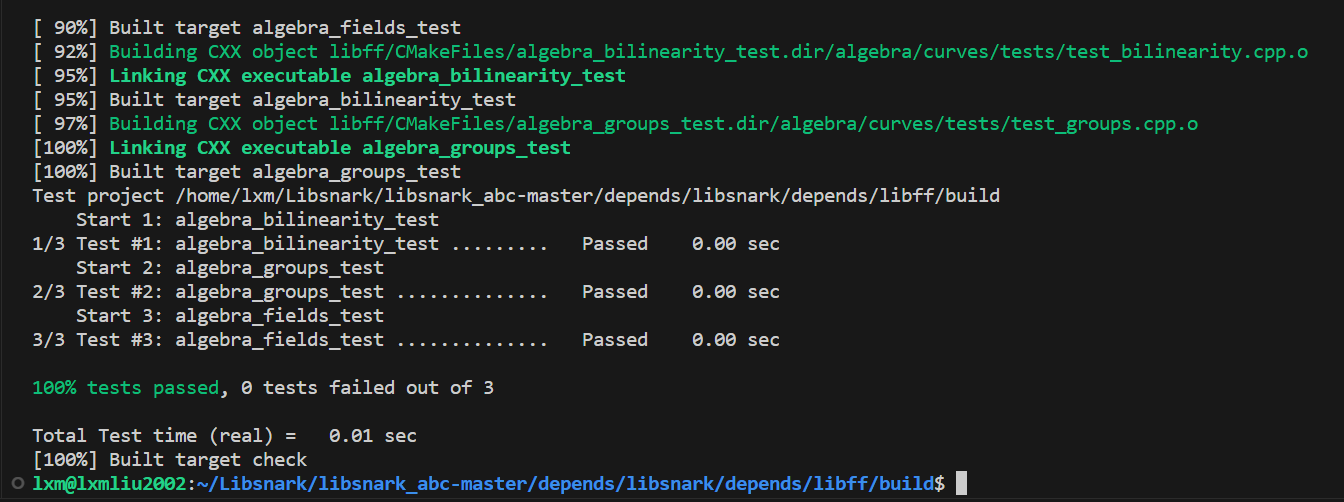 [ 90%] Built target algebra_fields_test
[ 92%] Building CXX object libff/CMakeFiles/algebra_bilinearity_test.dir/algebra/curves/tests/test_bilinearity.cpp.o
[ 95%] Linking CXX executable algebra_bilinearity_test
[ 95%] Built target algebra_bilinearity_test
[ 97%] Building CXX object libff/CMakeFiles/algebra_groups_test.dir/algebra/curves/tests/test_groups.cpp.o
[100%] Linking CXX executable algebra_groups_test
[100%] Built target algebra_groups_test
Test project /home/lxm/Libsnark/libsnark_abc-master/depends/libsnark/depends/libff/build
    Start 1: algebra_bilinearity_test
1/3 Test #1: algebra_bilinearity_test .........   Passed    0.00 sec
    Start 2: algebra_groups_test
2/3 Test #2: algebra_groups_test ..............   Passed    0.00 sec
    Start 3: algebra_fields_test
3/3 Test #3: algebra_fields_test ..............   Passed    0.00 sec

100% tests passed, 0 tests failed out of 3

Total Test time (real) =   0.01 sec
[100%] Built target check
lxm@lxmliu2002:~/Libsnark/libsnark_abc-master/depends/libsnark/depends/libff/build$